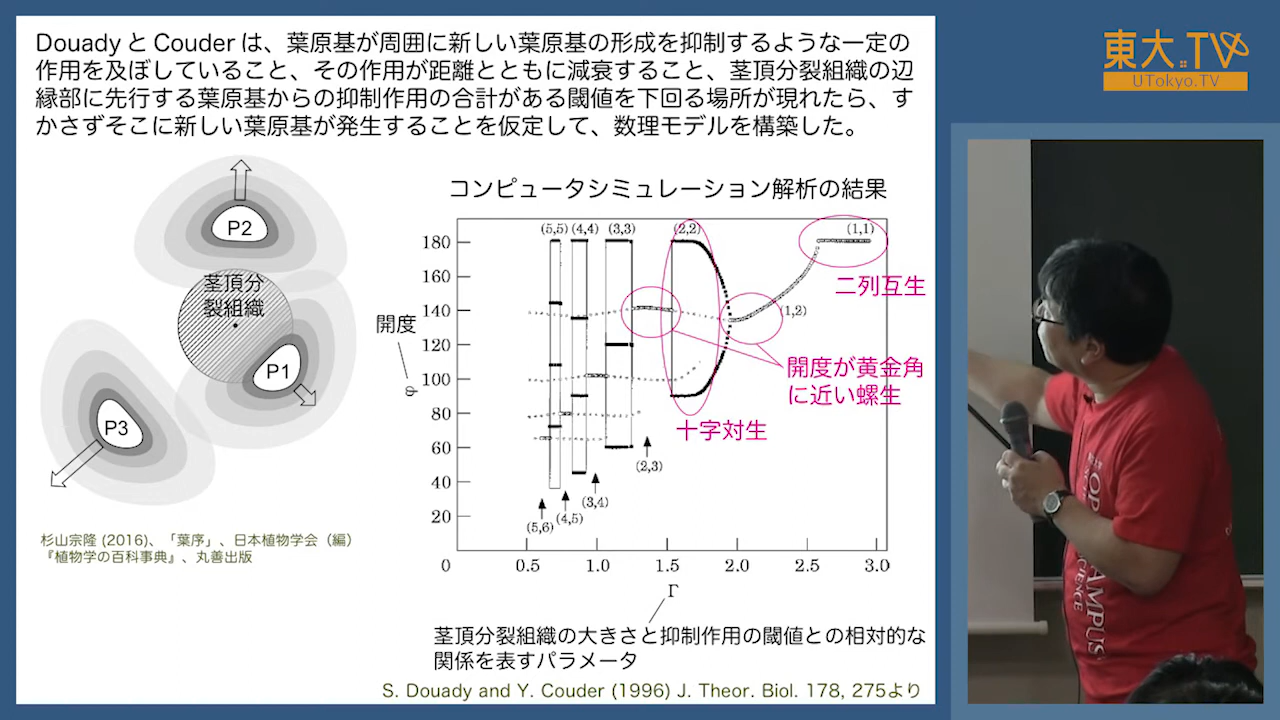 DouadyとCouderは、葉原基が周囲に新しい葉原基の形成を抑制するような一定の
作用を及ぼしていること、その作用が距離とともに減衰すること、茎頂分裂組織の辺
縁部に先行する葉原基からの抑制作用の合計がある閾値を下回る場所が現れたら、す
かさずそこに新しい葉原基が発生することを仮定して、数理モデルを構築した。
東大.TV
UTokyo.TV
P2
茎頂分
裂組織
P1
P3
杉山宗隆 (2016)、「葉序」、日本植物学会（編）
『植物学の百科事典』、丸善出版
コンピュータシミュレーション解析の結果
(5,5) (4,4) (3,3) (2,2) (1,1)
180
160
140
120
100
80
60
40
20
開度
φ
二列互生
(1,2)
開度が黄金角
に近い螺生
十字対生
(2,3)
(3,4)
(4,5)
(5,6)
0 0.5 1.0 1.5 2.0 2.5 3.0
Γ
茎頂分裂組織の大きさと抑制作用の閾値との相対的な
関係を表すパラメータ
S. Douady and Y. Couder (1996) J. Theor. Biol. 178, 275より